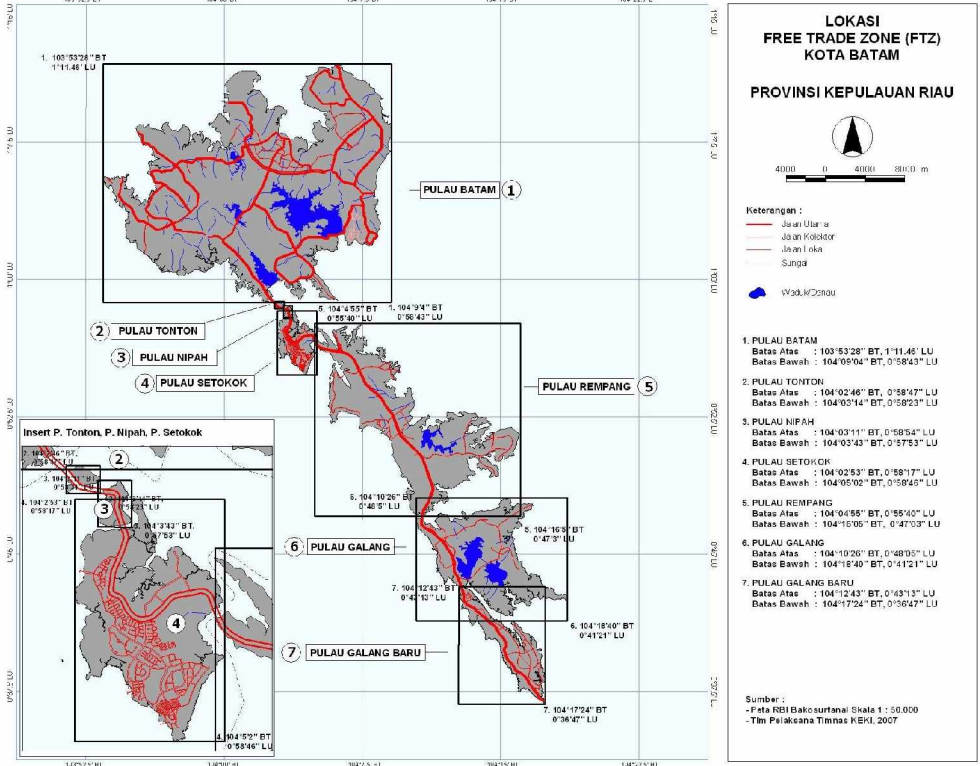 LOKASI
FREE TRADE ZONE (FTZ)
KOTA BATAM
PROVINSI KEPULAUAN RIAU
4000 0 4000 8000 m
Keterangan :
Jalan Utama
Jalan Kolektor
Jalan Lokal
Sungai
Waduk/Danau
1. PULAU BATAM
Batas Atas : 103°53'28" BT, 1°11.46' LU
Batas Bawah : 104°09'04" BT, 0°58'43" LU
2. PULAU TONTON
Batas Atas : 104°02'46" BT, 0°58'47" LU
Batas Bawah : 104°03'14" BT, 0°58'23" LU
3. PULAU NIPAH
Batas Atas : 104°03'11" BT, 0°58'54" LU
Batas Bawah : 104°03'43" BT, 0°57'53" LU
4. PULAU SETOKOK
Batas Atas : 104°02'53" BT, 0°58'17" LU
Batas Bawah : 104°05'02" BT, 0°58'46" LU
5. PULAU REMPANG
Batas Atas : 104°04'55" BT, 0°55'40" LU
Batas Bawah : 104°16'05" BT, 0°47'03" LU
6. PULAU GALANG
Batas Atas : 104°10'26" BT, 0°48'05" LU
Batas Bawah : 104°18'40" BT, 0°41'21" LU
7. PULAU GALANG BARU
Batas Atas : 104°12'43" BT, 0°43'13" LU
Batas Bawah : 104°17'24" BT, 0°36'47" LU
Sumber :
- Peta RBI Bakosurtanal Skala 1 : 50.000
- Tim Pelaksana Timnas KEKI, 2007
1. 103°53'28" BT
1°11.46' LU
PULAU BATAM 1
2 PULAU TONTON
3 PULAU NIPAH
4 PULAU SETOKOK
5. 104°4'55" BT
0°55'40" LU
1. 104°9'4" BT
0°58'43" LU
PULAU REMPANG 5
6. 104°10'26" BT
0°48'5" LU
5. 104°16'5" BT
0°47'3" LU
6 PULAU GALANG
7. 104°12'43" BT
0°43'13" LU
6. 104°18'40" BT
0°41'21" LU
7 PULAU GALANG BARU
7. 104°17'24" BT
0°36'47" LU
Insert P. Tonton, P. Nipah, P. Setokok
2
3
4. 104°2'53" BT
0°58'17" LU
3. 104°3'43" BT
0°57'53" LU
4
4. 104°5'2" BT
0°58'46" LU